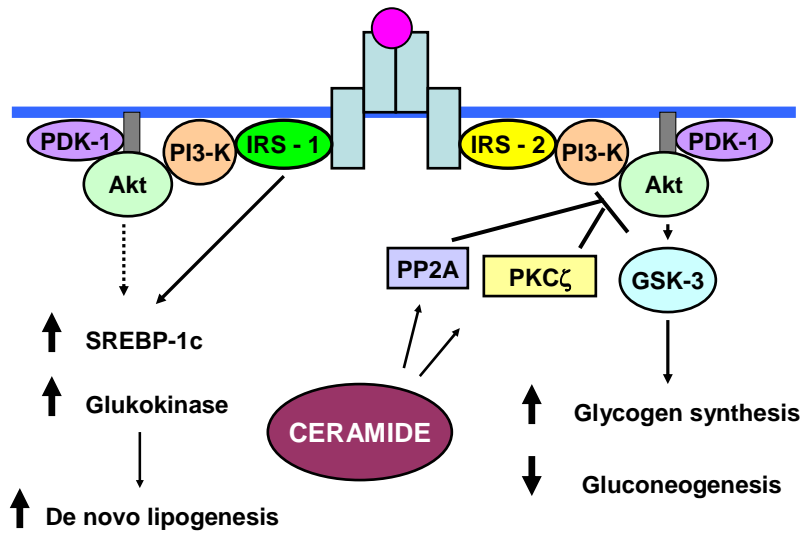 PDK-1
PI3-K
IRS - 1
IRS - 2
PI3-K
PDK-1
Akt
Akt
PP2A
PKCζ
GSK-3
SREBP-1c
Glukokinase
CERAMIDE
Glycogen synthesis
Gluconeogenesis
De novo lipogenesis